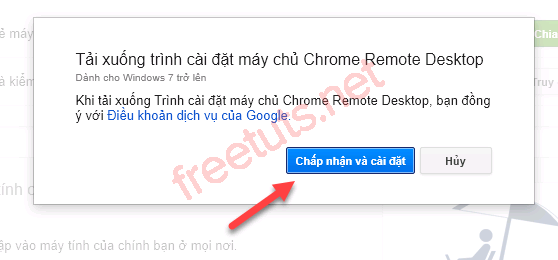 ẻ máy
Chia
Tải xuống trình cài đặt máy chủ Chrome Remote Desktop
Dành cho Windows 7 trở lên
à kiểm
Truy
Khi tải xuống Trình cài đặt máy chủ Chrome Remote Desktop, bạn đồng
ý với Điều khoản dịch vụ của Google.
Chấp nhận và cài đặt
Hủy
freetuts.net
tính c
ập vào máy tính của chính bạn ở mọi nơi.